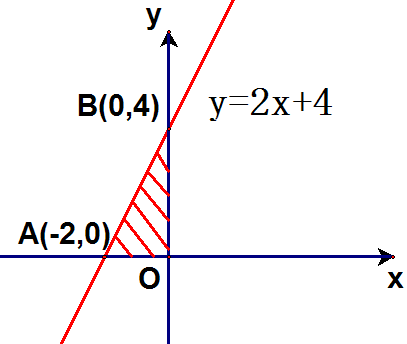 y
B(0,4)
y=2x+4
A(-2,0)
O
x